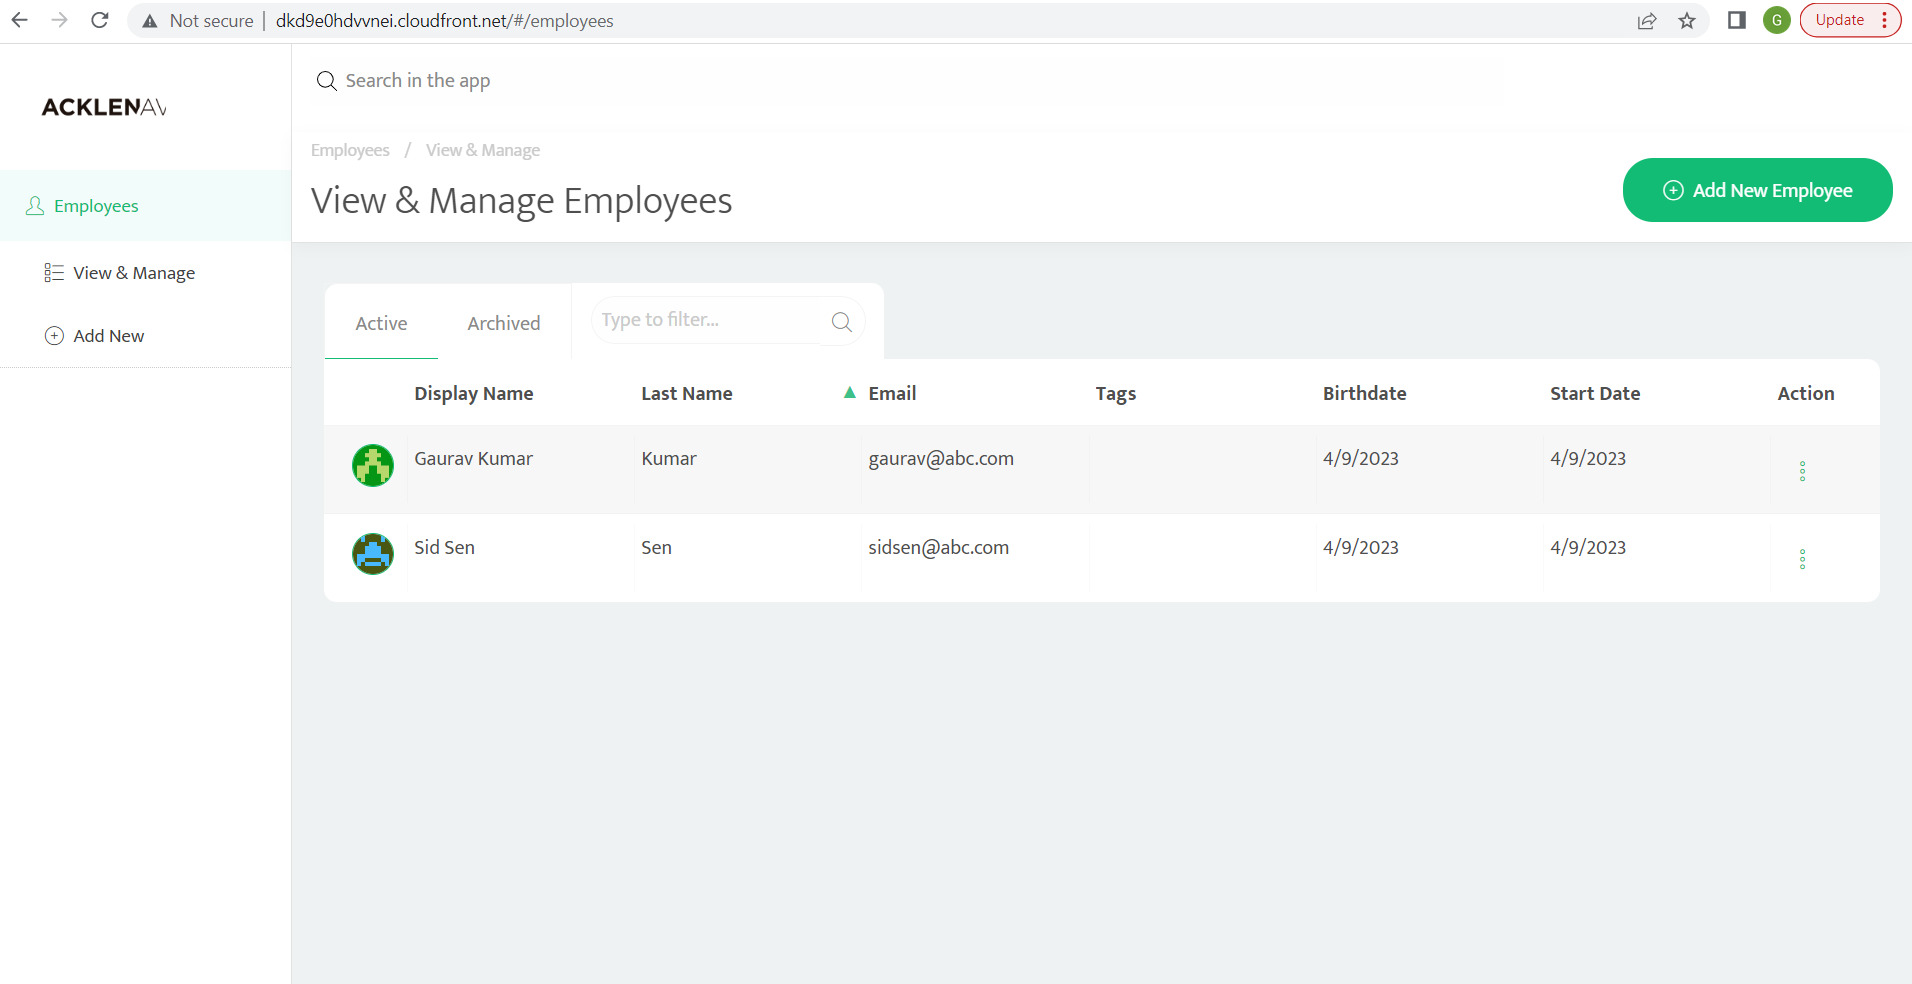 Not secure | dkd9e0hdvvnei.cloudfront.net/#/employees
G
Update
ACKLENAV
Search in the app
Employees / View & Manage
View & Manage Employees
Add New Employee
Employees
View & Manage
Add New
Active Archived Type to filter...
Display Name Last Name Email Tags Birthdate Start Date Action
Gaurav Kumar Kumar gaurav@abc.com 4/9/2023 4/9/2023
Sid Sen Sen sidsen@abc.com 4/9/2023 4/9/2023